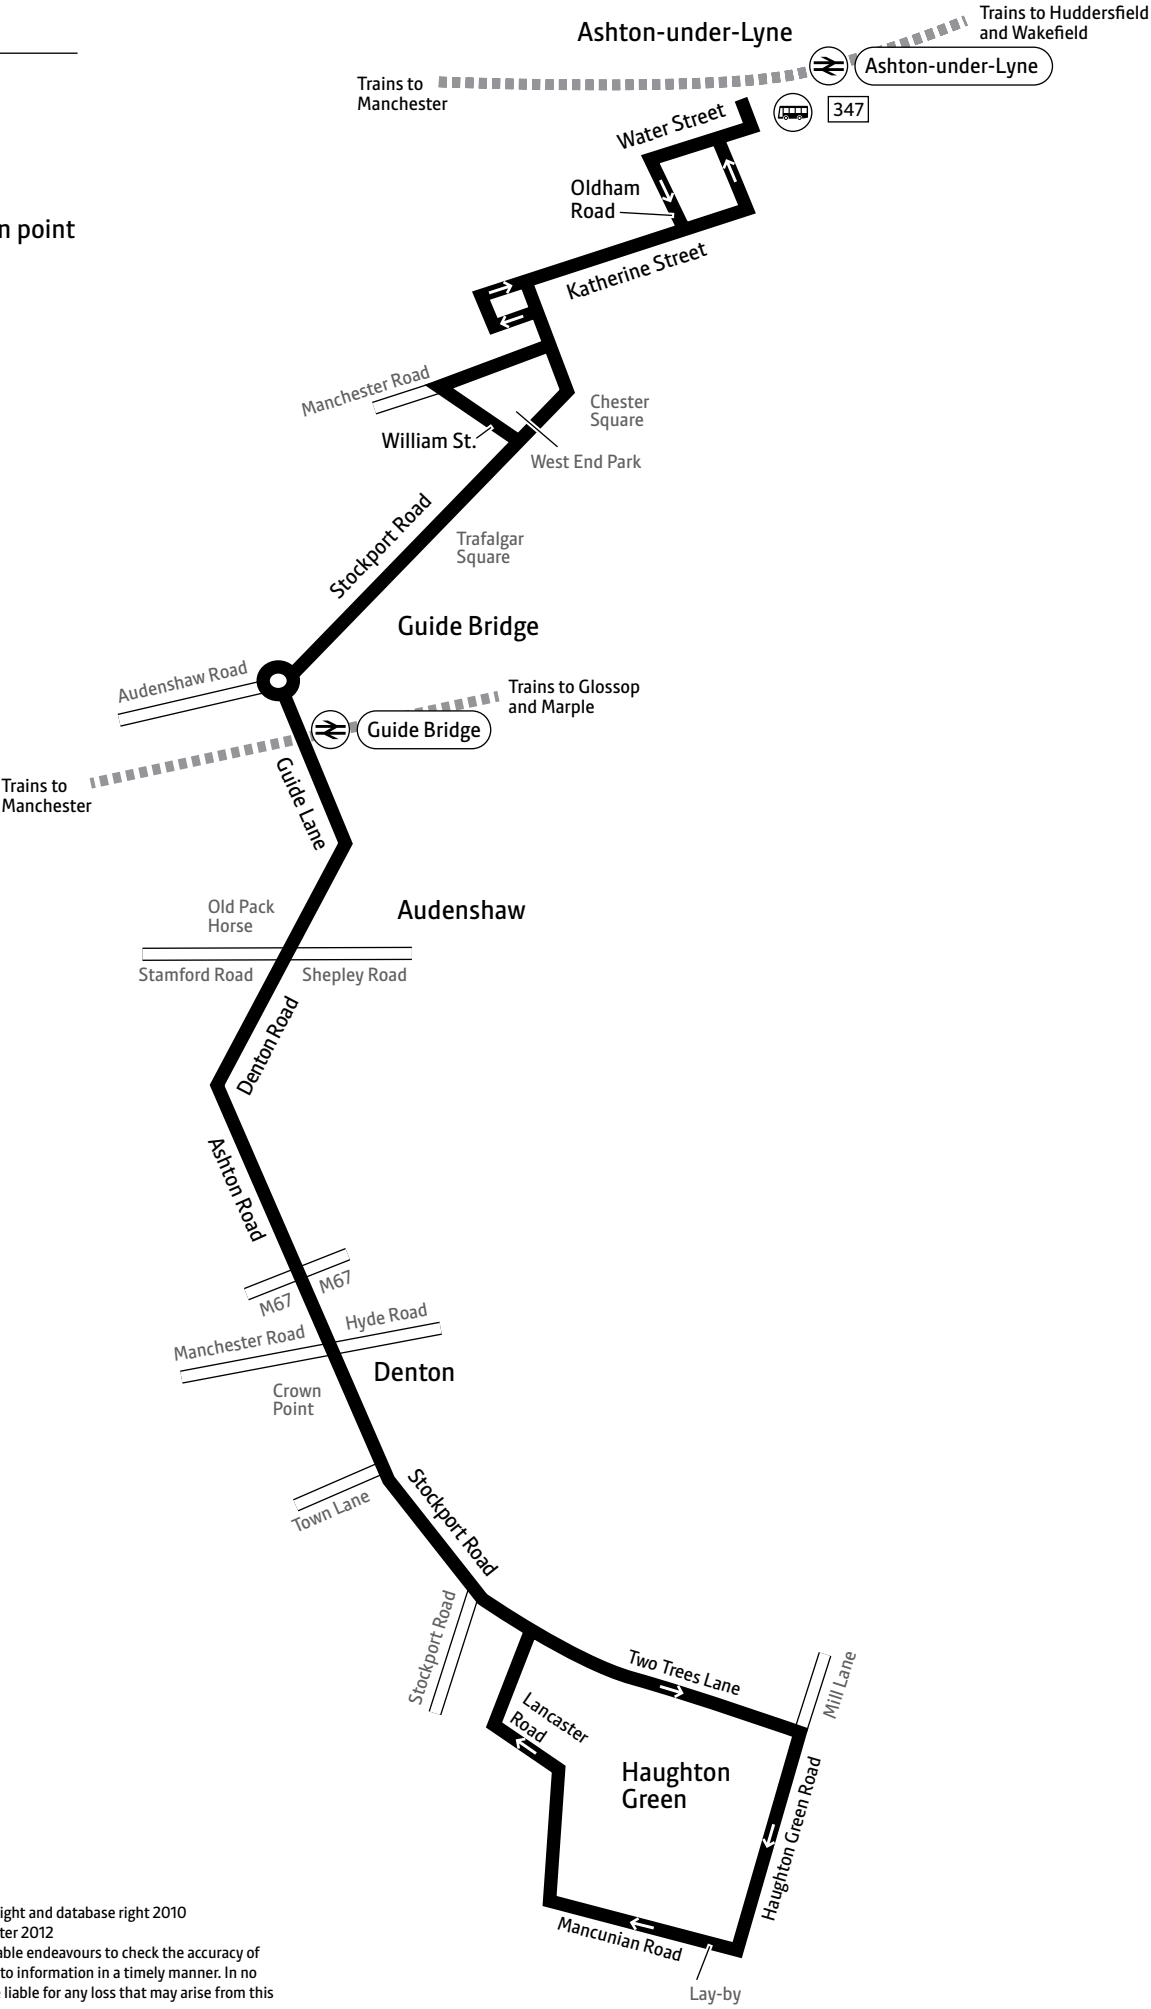 Ashton-under-Lyne
Trains to Huddersfield
and Wakefield
Ashton-under-Lyne
Trains to
Manchester
347
Water Street
Oldham
Road
n point
Katherine Street
Manchester Road
Chester
Square
William St.
West End Park
Stockport Road
Trafalgar
Square
Guide Bridge
Audenshaw Road
Trains to Glossop
and Marple
Guide Bridge
Trains to
Manchester
Guide Lane
Old Pack
Horse
Audenshaw
Stamford Road
Shepley Road
Denton Road
Ashton Road
M67
M67
Manchester Road
Hyde Road
Denton
Crown
Point
Town Lane
Stockport Road
Stockport Road
Two Trees Lane
Mill Lane
Lancaster
Road
Haughton
Green
Haughton Green Road
Mancunian Road
Lay-by
ight and database right 2010
ter 2012
able endeavours to check the accuracy of
to information in a timely manner. In no
liable for any loss that may arise from this